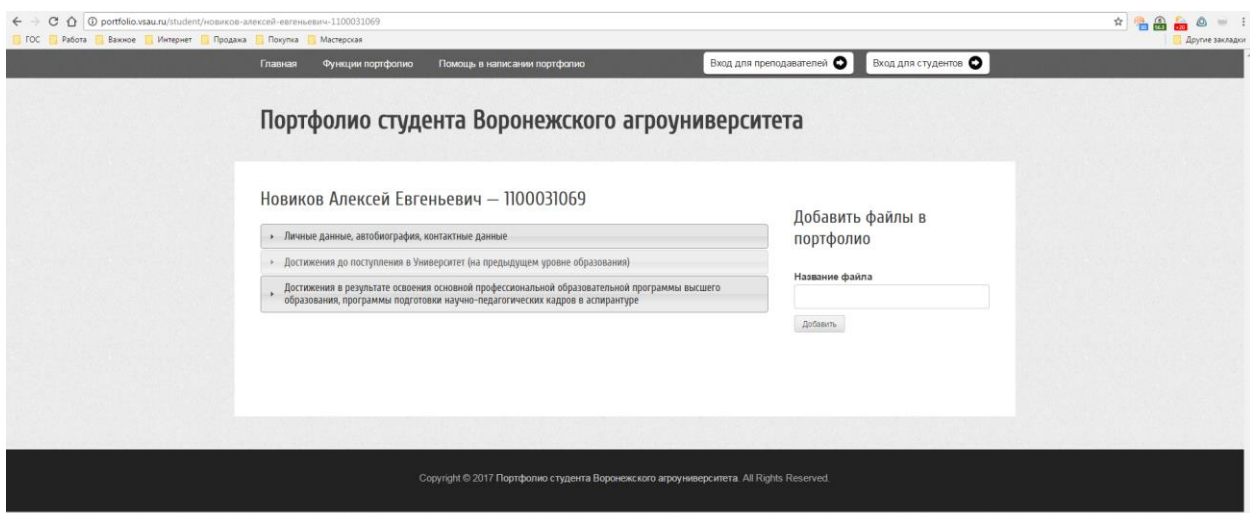 portfolio.vsau.ru/student/новиков-алексей-евгеньевич-1100031069
ГОС Работа Важное Интернет Продажа Покупка Мастерская Другие закладки
Главная Функции портфолио Помощь в написании портфолио Вход для преподавателей Вход для студентов
Портфолио студента Воронежского агроуниверситета
Новиков Алексей Евгеньевич — 1100031069
Личные данные, автобиография, контактные данные
Достижения до поступления в Университет (на предыдущем уровне образования)
Достижения в результате освоения основной профессиональной образовательной программы высшего
образования, программы подготовки научно-педагогических кадров в аспирантуре
Добавить файлы в
портфолио
Название файла
Добавить
Copyright © 2017 Портфолио студента Воронежского агроуниверситета. All Rights Reserved.